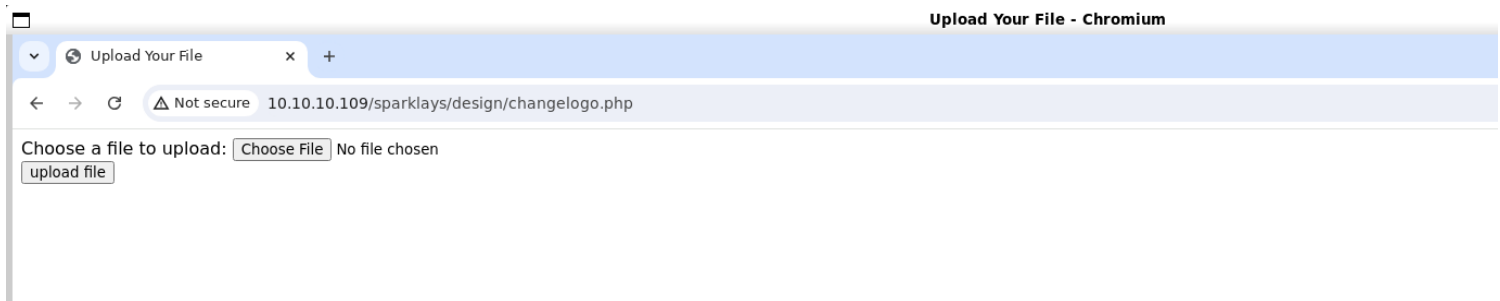 Upload Your File - Chromium
Upload Your File
Not secure 10.10.10.109/sparklays/design/changelogo.php
Choose a file to upload: Choose File No file chosen
upload file